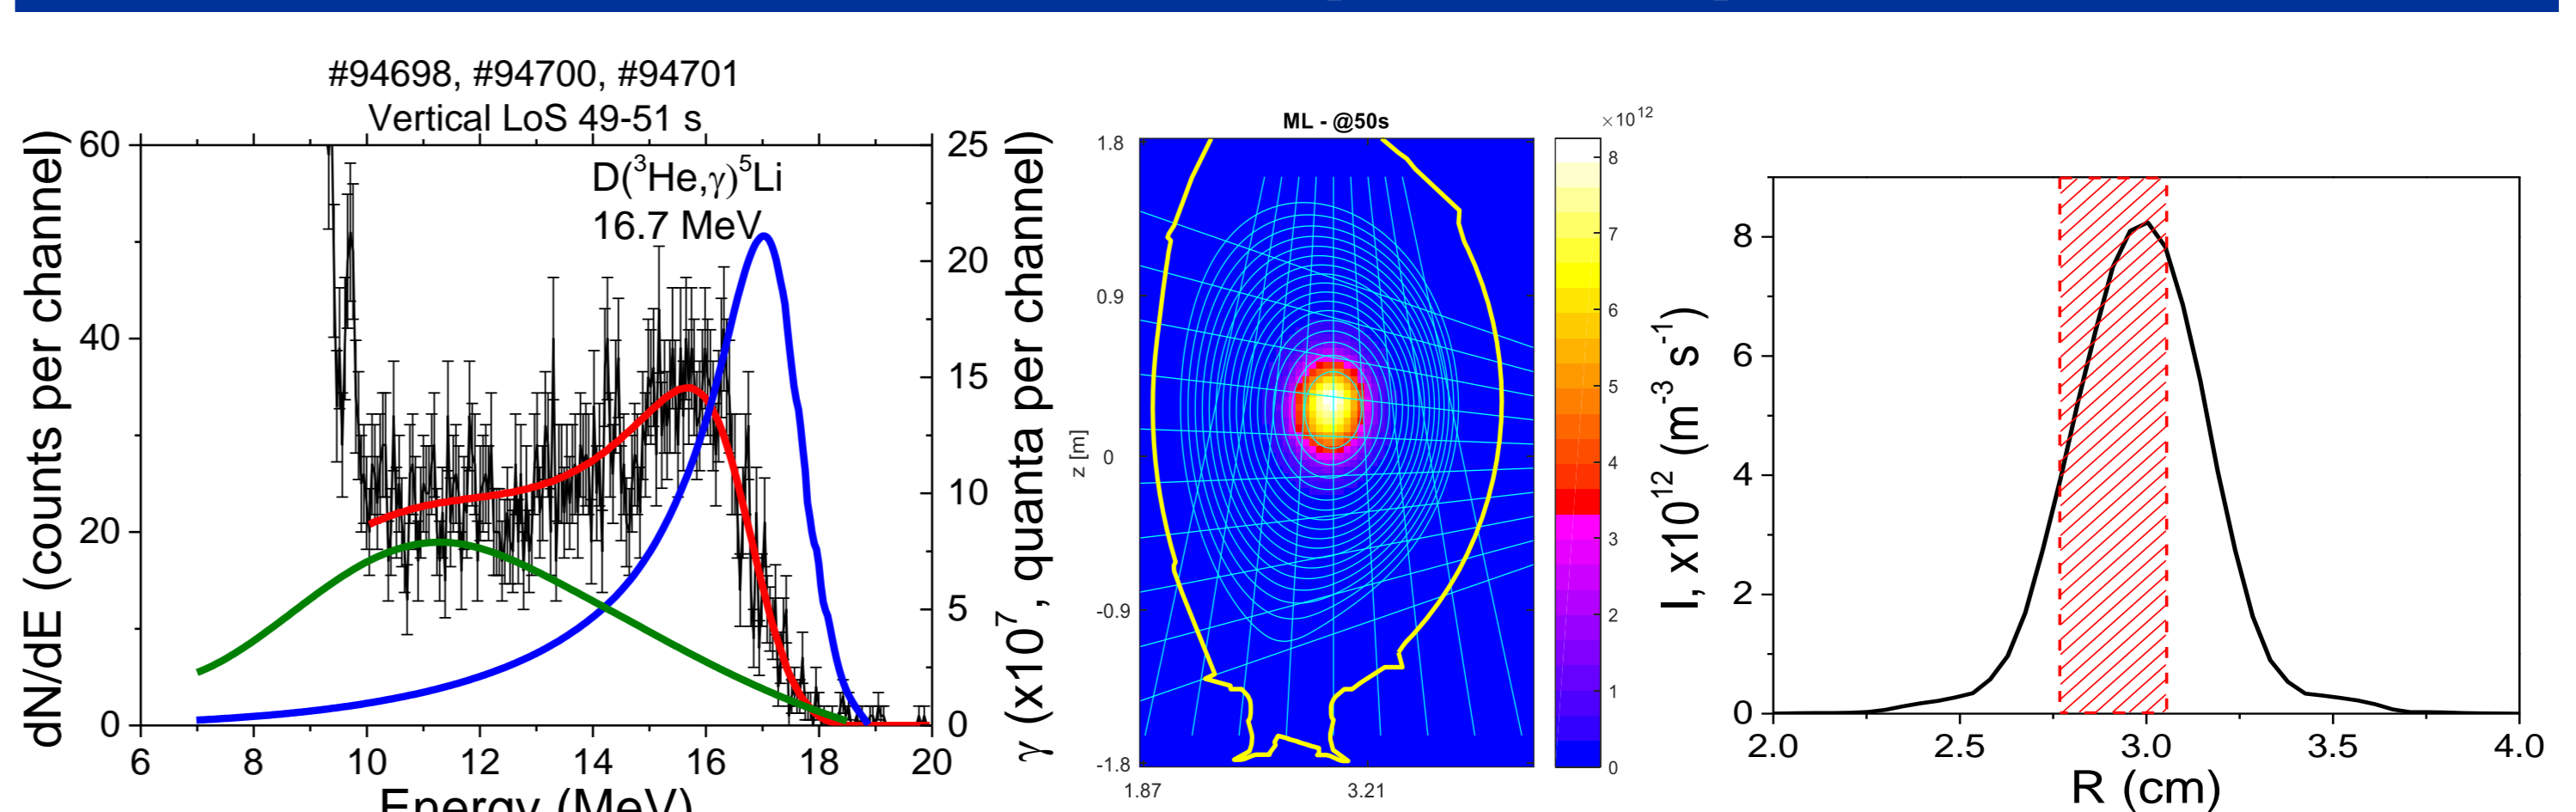 #94698, #94700, #94701
Vertical LoS 49-51 s
dN/dE (counts per channel)
60
40
20
0
D(³He,γ)⁵Li
16.7 MeV
25
20
15
10
5
0
γ (x10⁷, quanta per channel)
6 8 10 12 14 16 18 20
Energy (MeV)
ML - @50s
z [m]
1.8
0.9
0
-0.9
-1.8
1.87 3.21
×10¹²
8
7
6
5
4
3
2
1
0
I, x10¹² (m⁻³ s⁻¹)
8
6
4
2
0
2.0 2.5 3.0 3.5 4.0
R (cm)